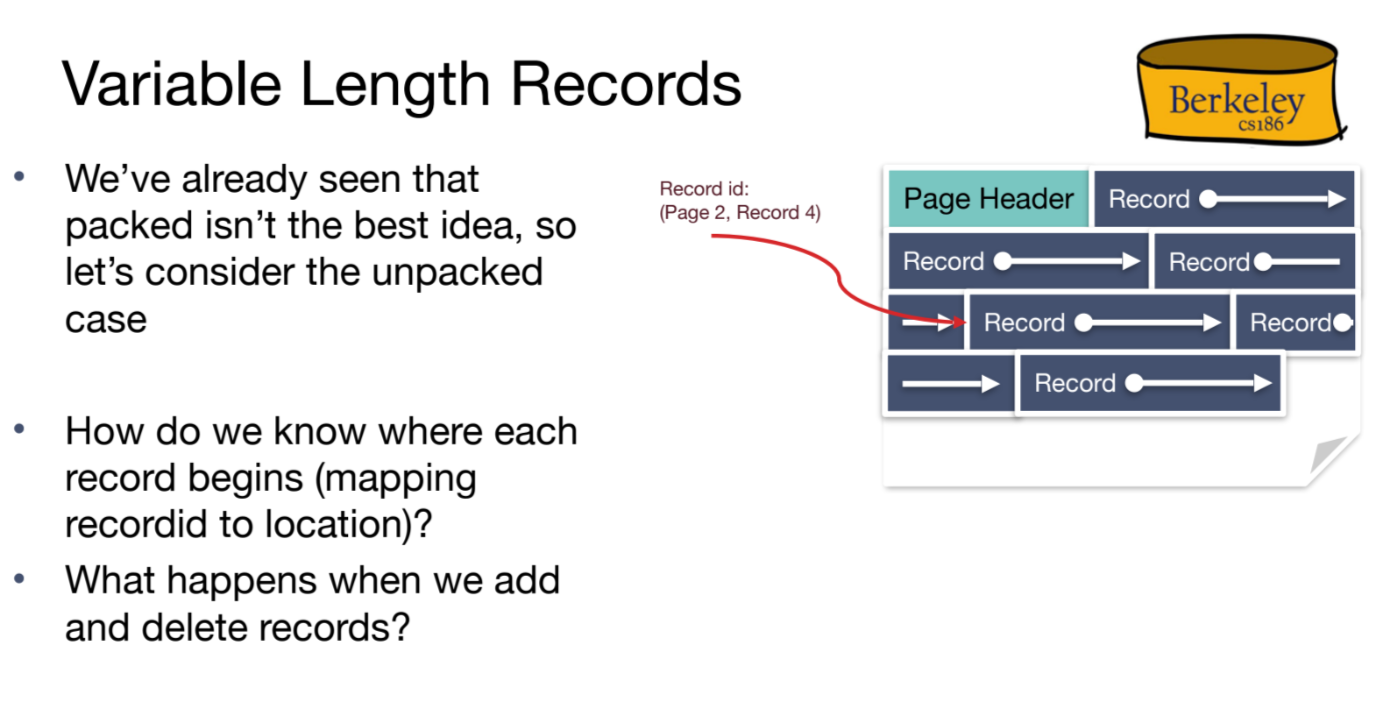 Variable Length Records
Berkeley
cs186
• We’ve already seen that
packed isn’t the best idea, so
let’s consider the unpacked
case
• How do we know where each
record begins (mapping
recordid to location)?
• What happens when we add
and delete records?
Record id:
(Page 2, Record 4)
Page Header
Record
Record
Record
Record
Record
Record